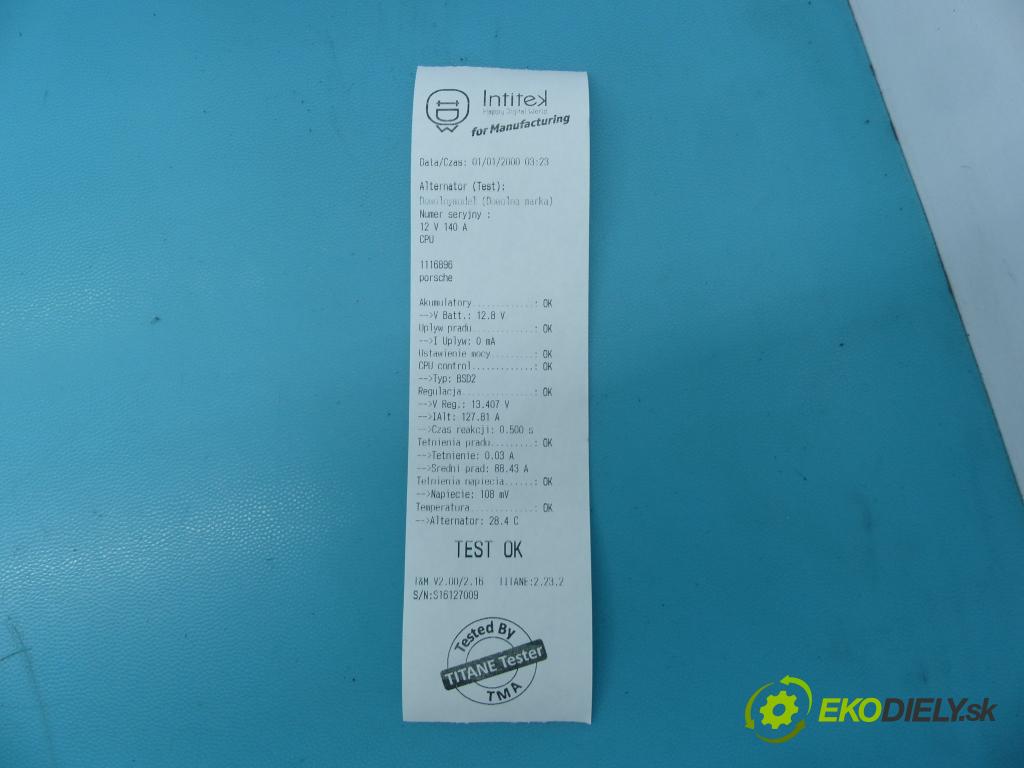 Intitek
Happy Digital World
for Manufacturing
Data/Czas: 01/01/2000 03:23
Alternator (Test):
Dowolnymodel (Dowolna marka)
Numer seryjny :
12 V 140 A
CPU
1116896
porsche
Akumulatory............: OK
-->V Batt.: 12.8 V
Uplyw pradu............: OK
-->I Uplyw: 0 mA
Ustawienie mocy........: OK
CPU control............: OK
-->Typ: BSD2
Regulacja..............: OK
-->V Reg.: 13.407 V
-->IAlt: 127.81 A
-->Czas reakcji: 0.500 s
Tetnienia pradu.........: OK
-->Tetnienie: 0.03 A
-->Sredni prad: 88.43 A
Tetnienia napiecia......: OK
-->Napiecie: 108 mV
Temperatura............: OK
-->Alternator: 28.4 C
TEST OK
T&M V2.00/2.16 TITANE:2.23.2
S/N:S16127009
Tested By
TITANE Tester
TMA
EKODIELY.sk